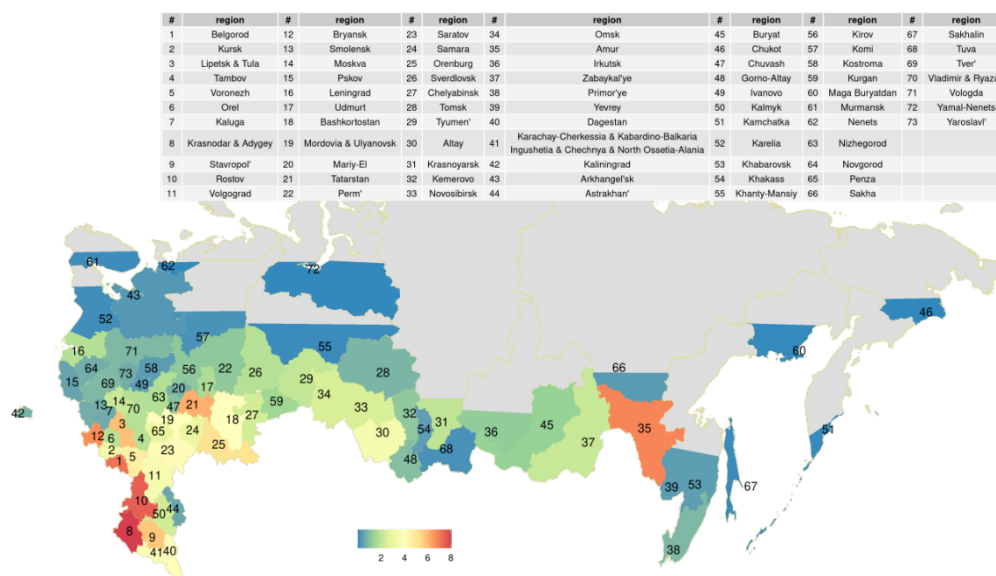 # region # region # region # region # region # region # region
1 Belgorod 12 Bryansk 23 Saratov 34 Omsk 45 Buryat 56 Kirov 67 Sakhalin
2 Kursk 13 Smolensk 24 Samara 35 Amur 46 Chukot 57 Komi 68 Tuva
3 Lipetsk & Tula 14 Moskva 25 Orenburg 36 Irkutsk 47 Chuvash 58 Kostroma 69 Tver'
4 Tambov 15 Pskov 26 Sverdlovsk 37 Zabaykal'ye 48 Gorno-Altay 59 Kurgan 70 Vladimir & Ryaza
5 Voronezh 16 Leningrad 27 Chelyabinsk 38 Primor'ye 49 Ivanovo 60 Maga Buryatdan 71 Vologda
6 Orel 17 Udmurt 28 Tomsk 39 Yevrey 50 Kalmyk 61 Murmansk 72 Yamal-Nenets
7 Kaluga 18 Bashkortostan 29 Tyumen' 40 Dagestan 51 Kamchatka 62 Nenets 73 Yaroslavl'
8 Krasnodar & Adygey 19 Mordovia & Ulyanovsk 30 Altay 41 Karachay-Cherkessia & Kabardino-Balkaria
Ingushetia & Chechnya & North Ossetia-Alania 52 Karelia 63 Nizhegorod
9 Stavropol' 20 Mariy-El 31 Krasnoyarsk 42 Kaliningrad 53 Khabarovsk 64 Novgorod
10 Rostov 21 Tatarstan 32 Kemerovo 43 Arkhangel'sk 54 Khakass 65 Penza
11 Volgograd 22 Perm' 33 Novosibirsk 44 Astrakhan' 55 Khanty-Mansiy 66 Sakha
61 62 72
43
52 46
57
16 71 55 60
64 73 58 56 22 26 28 66
15 69 49 20 17 29
13 7 14 70 63 47 21 59 34
42 32
12 3 19 18 27 33 31 45 51
6 4 65 24 30 54 36 35
2 5 23 25 68 37
1 48
11
10 39 53 67
50 44
8 9
41 40 38
2 4 6 8